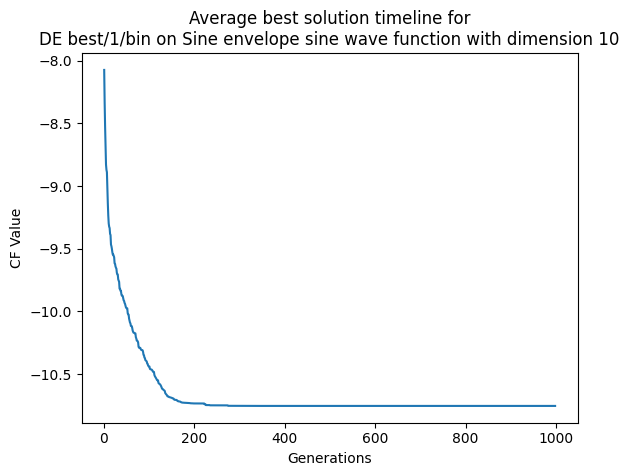 Average best solution timeline for
DE best/1/bin on Sine envelope sine wave function with dimension 10
−8.0
−8.5
−9.0
−9.5
−10.0
−10.5
CF Value
0 200 400 600 800 1000
Generations